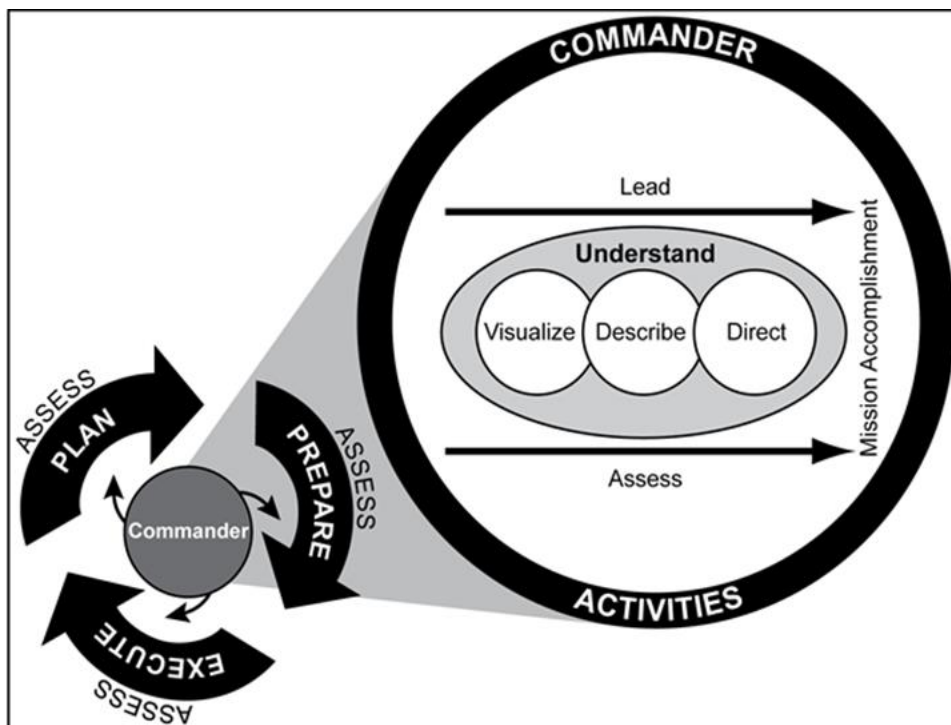 COMMANDER
Lead
Understand
Visualize Describe Direct
Mission Accomplishment
Assess
ACTIVITIES
ASSESS
PLAN
PREPARE
ASSESS
Commander
EXECUTE
ASSESS